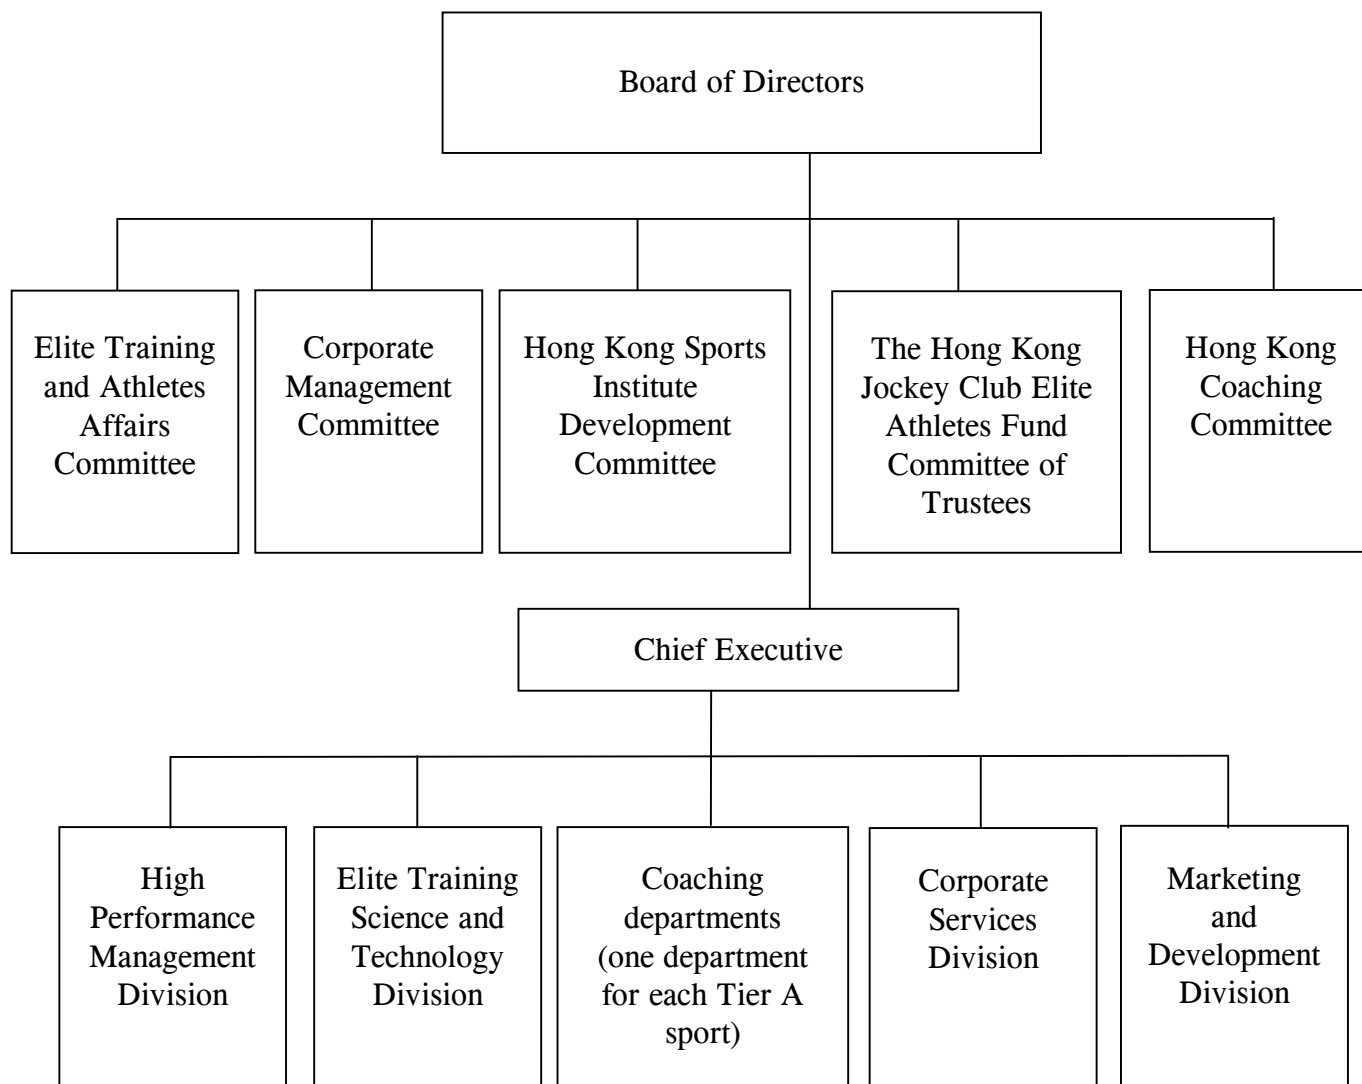 Board of Directors
Elite Training
and Athletes
Affairs
Committee
Corporate
Management
Committee
Hong Kong Sports
Institute
Development
Committee
The Hong Kong
Jockey Club Elite
Athletes Fund
Committee of
Trustees
Hong Kong
Coaching
Committee
Chief Executive
High
Performance
Management
Division
Elite Training
Science and
Technology
Division
Coaching
departments
(one department
for each Tier A
sport)
Corporate
Services
Division
Marketing
and
Development
Division